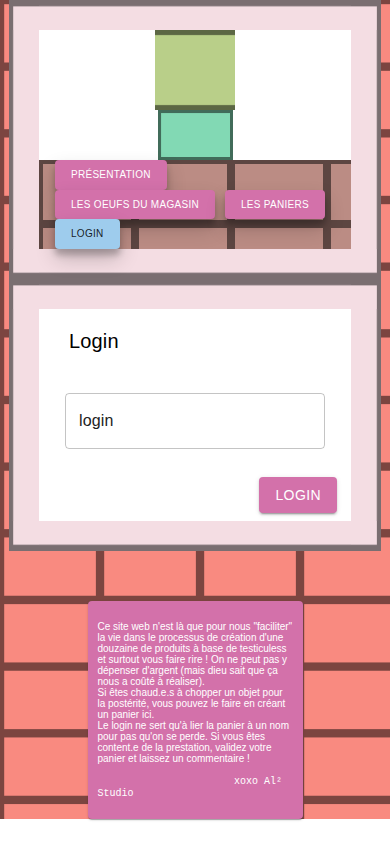 PRÉSENTATION
LES OEUFS DU MAGASIN LES PANIERS
LOGIN
Login
login
LOGIN
Ce site web n'est là que pour nous "faciliter"
la vie dans le processus de création d'une
douzaine de produits à base de testicules
et surtout vous faire rire ! On ne peut pas y
dépenser d'argent (mais dieu sait que ça
nous a coûté à réaliser).
Si êtes chaud.e.s à chopper un objet pour
la postérité, vous pouvez le faire en créant
un panier ici.
Le login ne sert qu'à lier la panier à un nom
pour pas qu'on se perde. Si vous êtes
content.e de la prestation, validez votre
panier et laissez un commentaire !
xoxo Al²
Studio